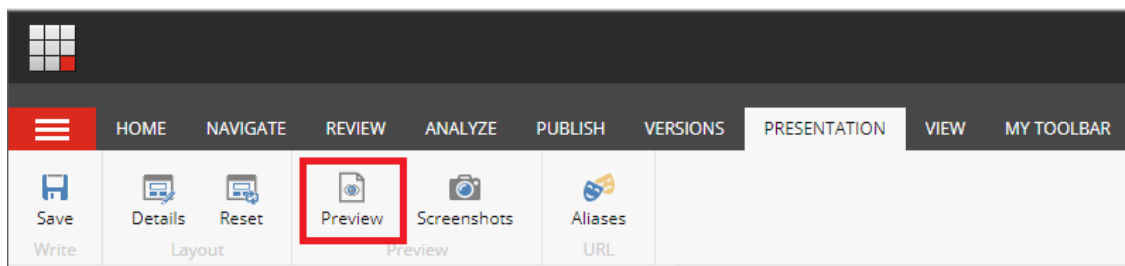 HOME NAVIGATE REVIEW ANALYZE PUBLISH VERSIONS PRESENTATION VIEW MY TOOLBAR
Save Details Reset Preview Screenshots Aliases
Write Layout Preview URL